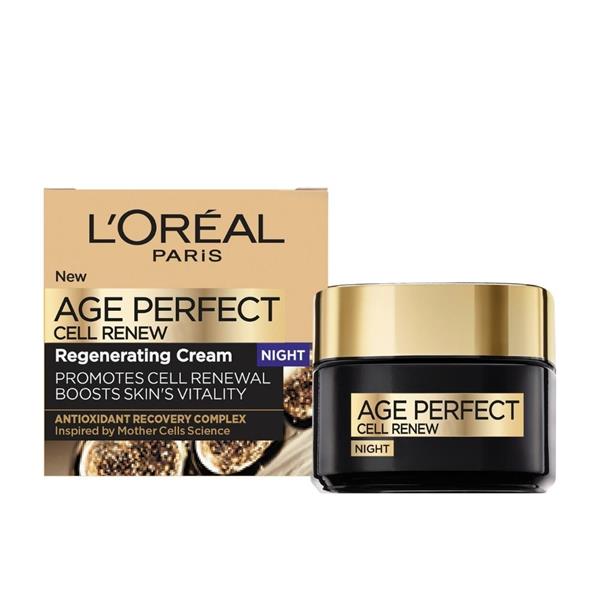 L'ORÉAL
PARiS
New
AGE PERFECT
CELL RENEW
Regenerating Cream NIGHT
PROMOTES CELL RENEWAL
BOOSTS SKIN'S VITALITY
ANTIOXIDANT RECOVERY COMPLEX
Inspired by Mother Cells Science
AGE PERFECT
CELL RENEW
NIGHT